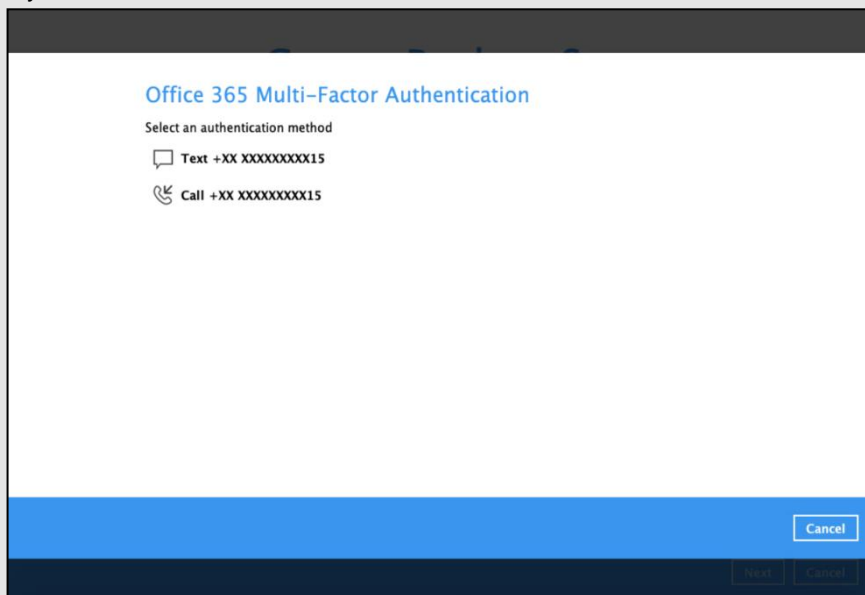 Office 365 Multi-Factor Authentication
Select an authentication method
Text +XX XXXXXXXXX15
Call +XX XXXXXXXXX15
Cancel
Next Cancel